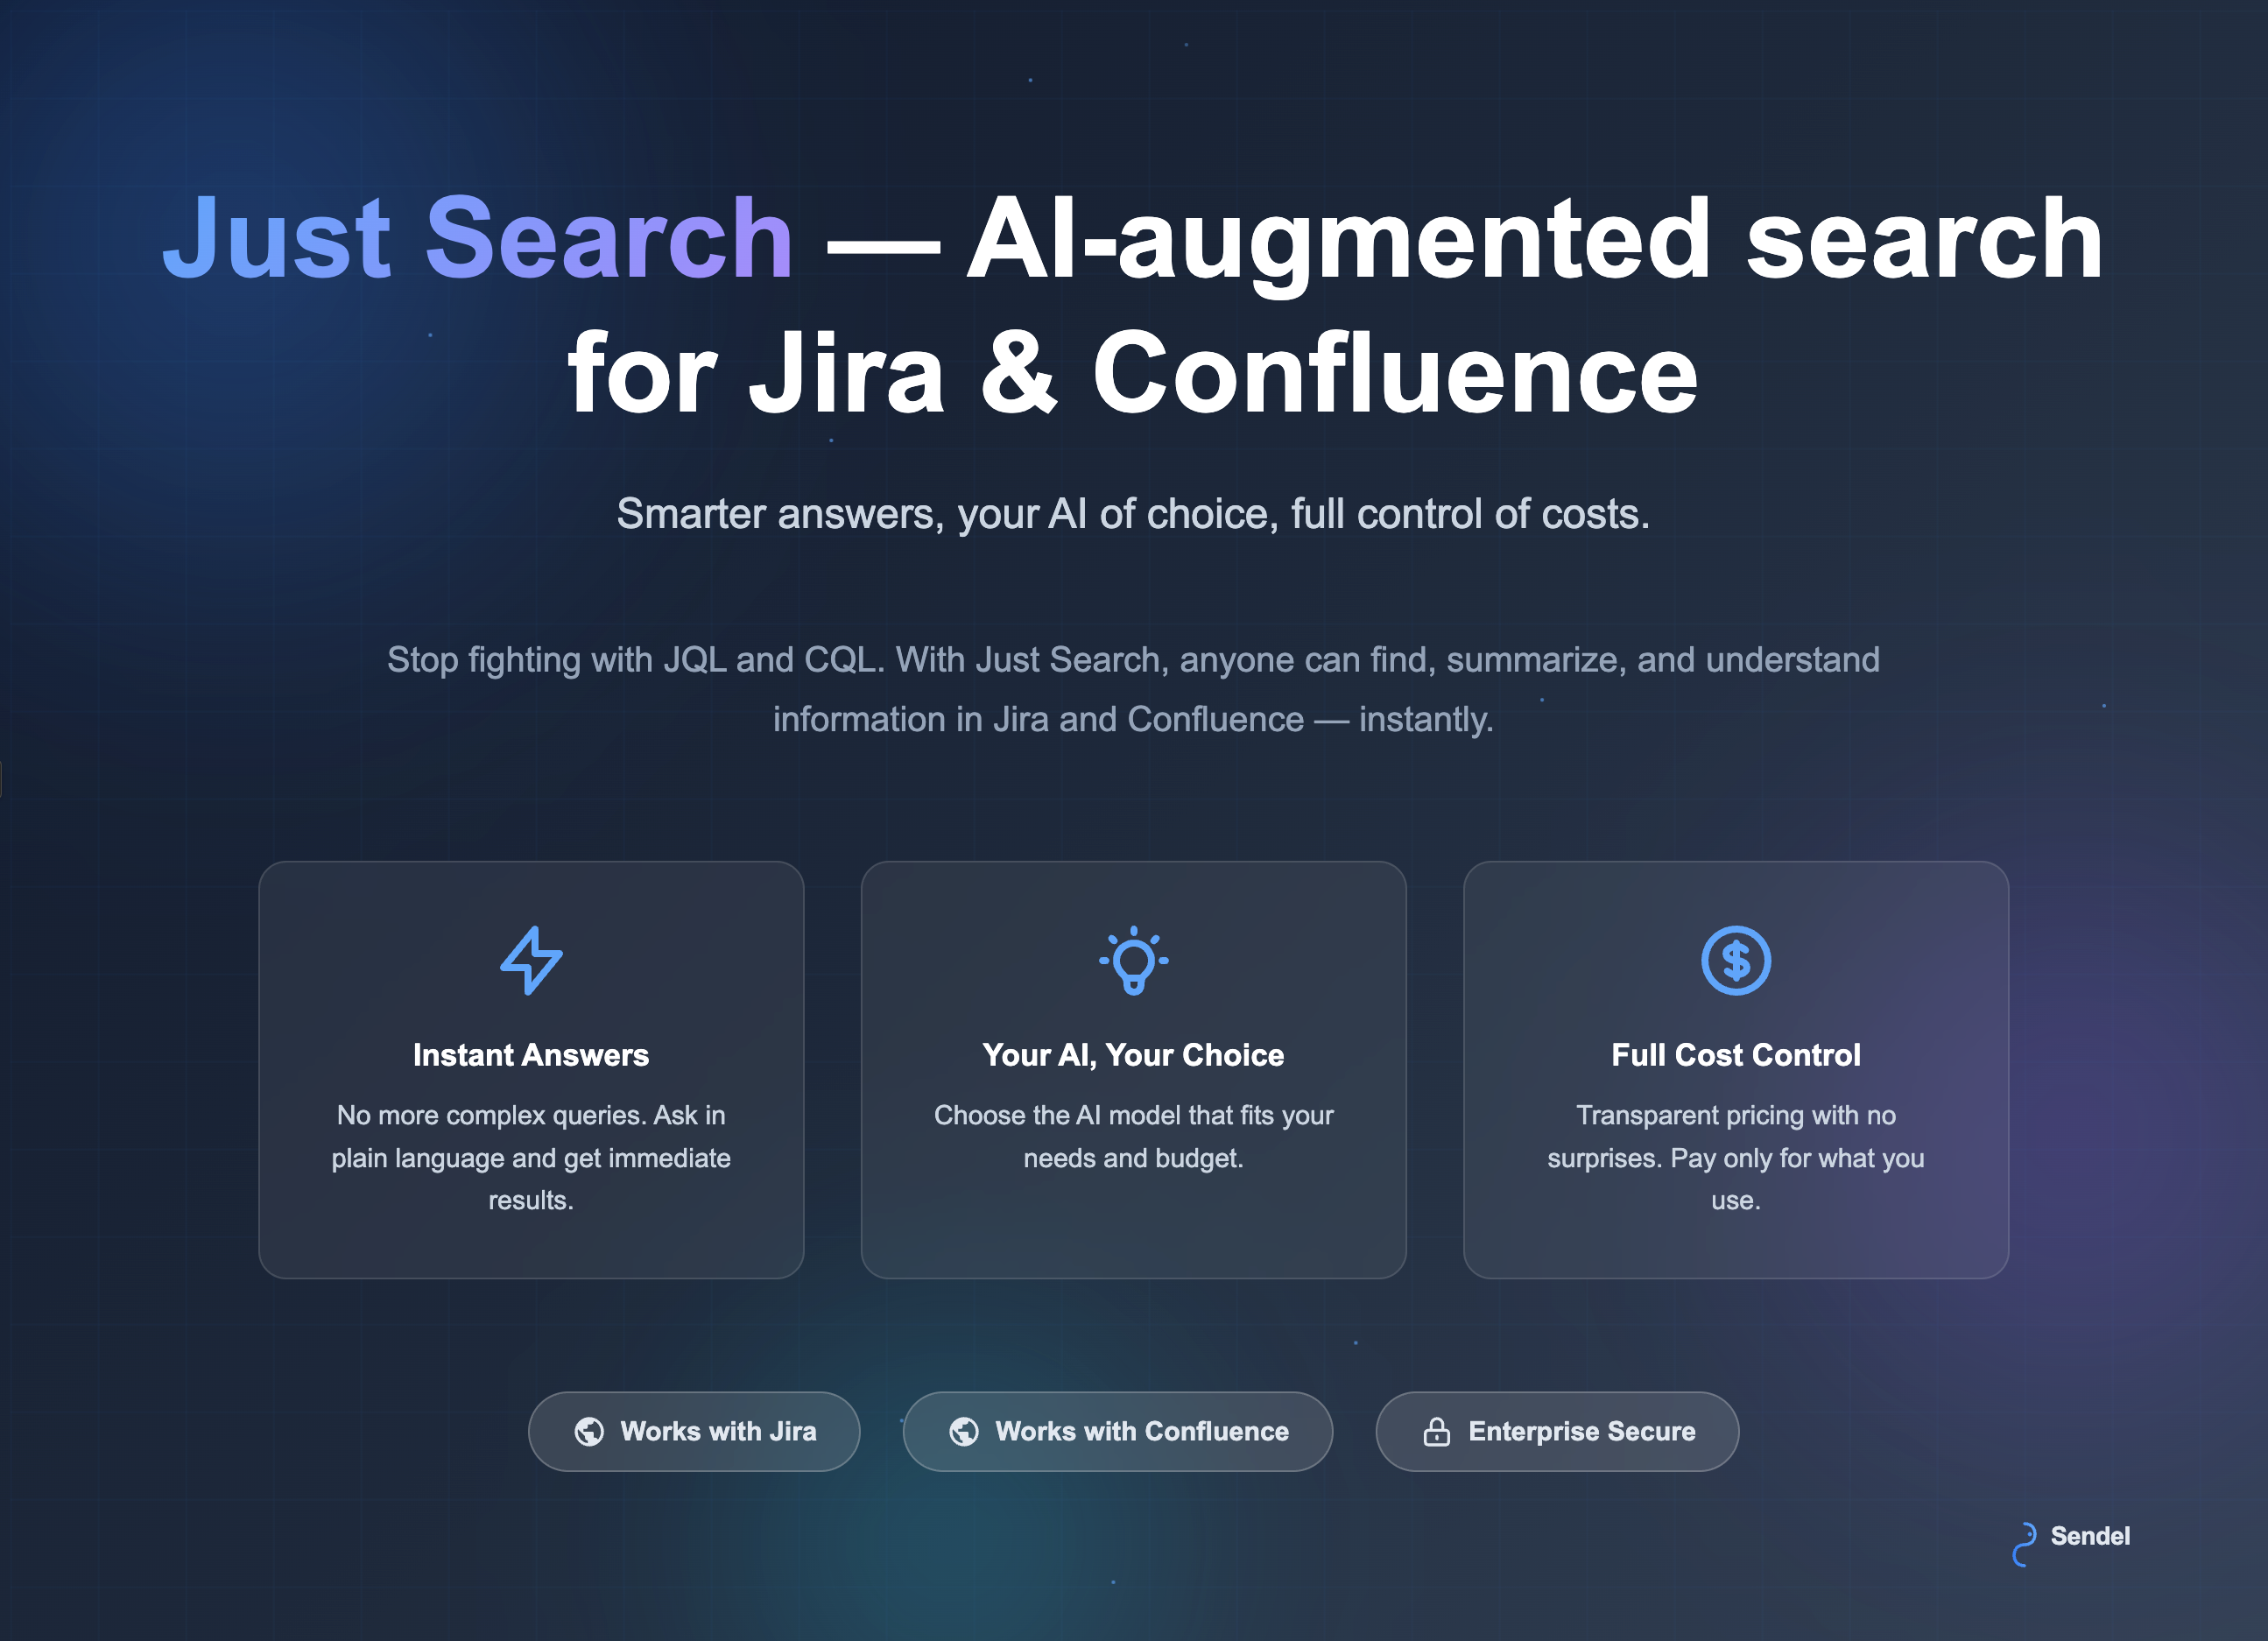 Just Search — AI-augmented search
for Jira & Confluence
Smarter answers, your AI of choice, full control of costs.
Stop fighting with JQL and CQL. With Just Search, anyone can find, summarize, and understand
information in Jira and Confluence — instantly.
Instant Answers
No more complex queries. Ask in
plain language and get immediate
results.
Your AI, Your Choice
Choose the AI model that fits your
needs and budget.
Full Cost Control
Transparent pricing with no
surprises. Pay only for what you
use.
Works with Jira
Works with Confluence
Enterprise Secure
Sendel